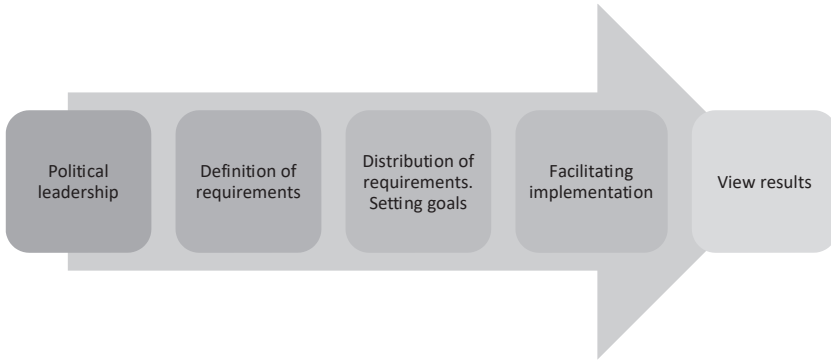 Political
leadership
Definition of
requirements
Distribution of
requirements.
Setting goals
Facilitating
implementation
View results